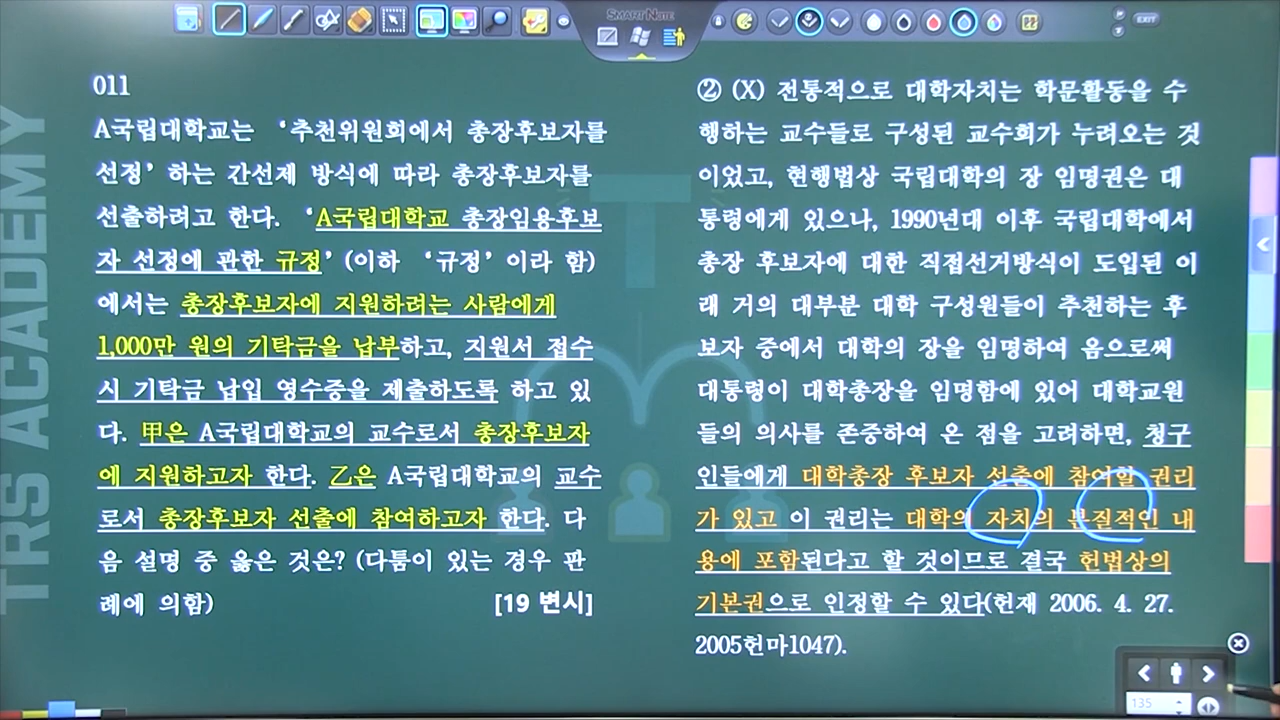 SMARTNOTE
EXIT
TRS ACADEMY
011
A국립대학교는 ‘추천위원회에서 총장후보자를
선정’ 하는 간선제 방식에 따라 총장후보자를
선출하려고 한다. ‘A국립대학교 총장임용후보
자 선정에 관한 규정’ (이하 ‘규정’ 이라 함)
에서는 총장후보자에 지원하려는 사람에게
1,000만 원의 기탁금을 납부하고, 지원서 접수
시 기탁금 납입 영수증을 제출하도록 하고 있
다. 甲은 A국립대학교의 교수로서 총장후보자
에 지원하고자 한다. 乙은 A국립대학교의 교수
로서 총장후보자 선출에 참여하고자 한다. 다
음 설명 중 옳은 것은? (다툼이 있는 경우 판
례에 의함) [19 변시]
② (X) 전통적으로 대학자치는 학문활동을 수
행하는 교수들로 구성된 교수회가 누려오는 것
이었고, 현행법상 국립대학의 장 임명권은 대
통령에게 있으나, 1990년대 이후 국립대학에서
총장 후보자에 대한 직접선거방식이 도입된 이
래 거의 대부분 대학 구성원들이 추천하는 후
보자 중에서 대학의 장을 임명하여 옴으로써
대통령이 대학총장을 임명함에 있어 대학교원
들의 의사를 존중하여 온 점을 고려하면, 청구
인들에게 대학총장 후보자 선출에 참여할 권리
가 있고 이 권리는 대학의 자치의 본질적인 내
용에 포함된다고 할 것이므로 결국 헌법상의
기본권으로 인정할 수 있다(헌재 2006. 4. 27.
2005헌마1047).
135